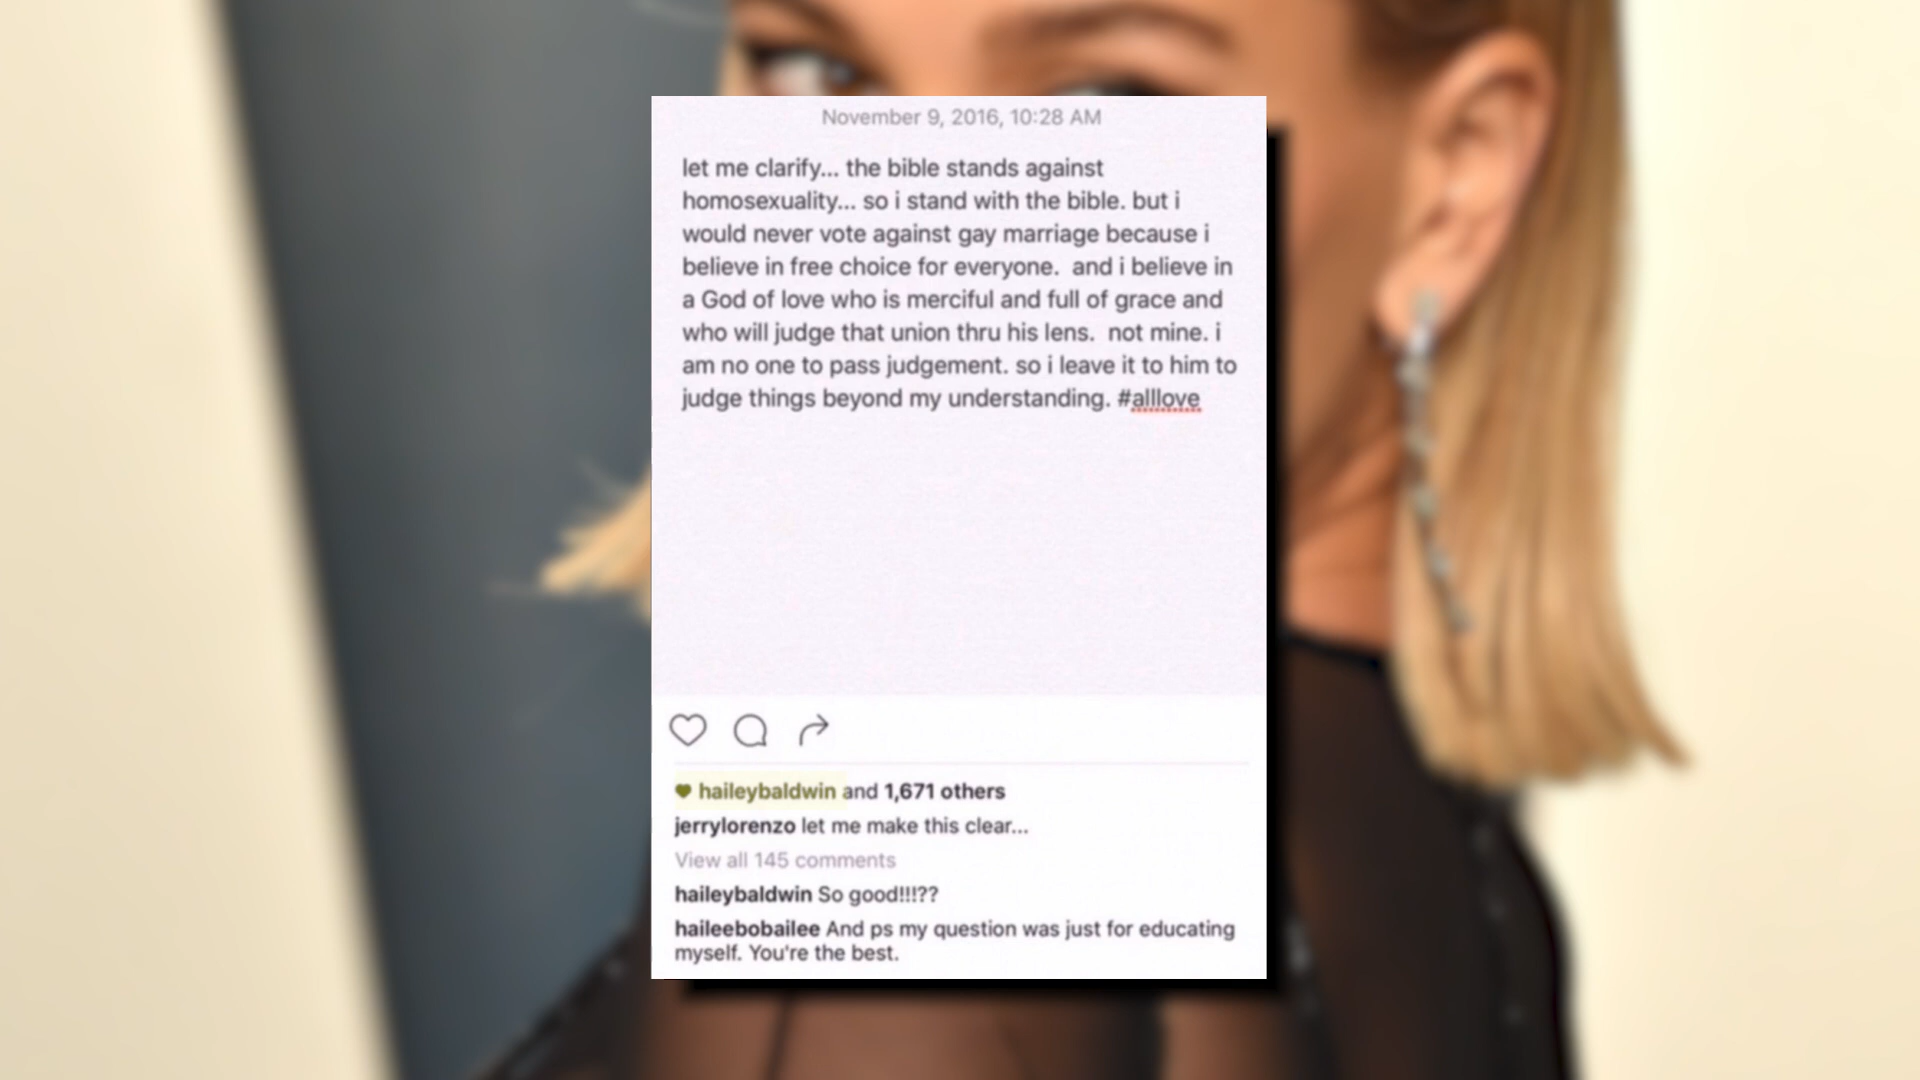 November 9, 2016, 10:28 AM
let me clarify... the bible stands against
homosexuality... so i stand with the bible. but i
would never vote against gay marriage because i
believe in free choice for everyone.  and i believe in
a God of love who is merciful and full of grace and
who will judge that union thru his lens.  not mine. i
am no one to pass judgement. so i leave it to him to
judge things beyond my understanding. #alllove
haileybaldwin and 1,671 others
jerrylorenzo let me make this clear...
View all 145 comments
haileybaldwin So good!!!??
haileebobailee And ps my question was just for educating
myself. You're the best.